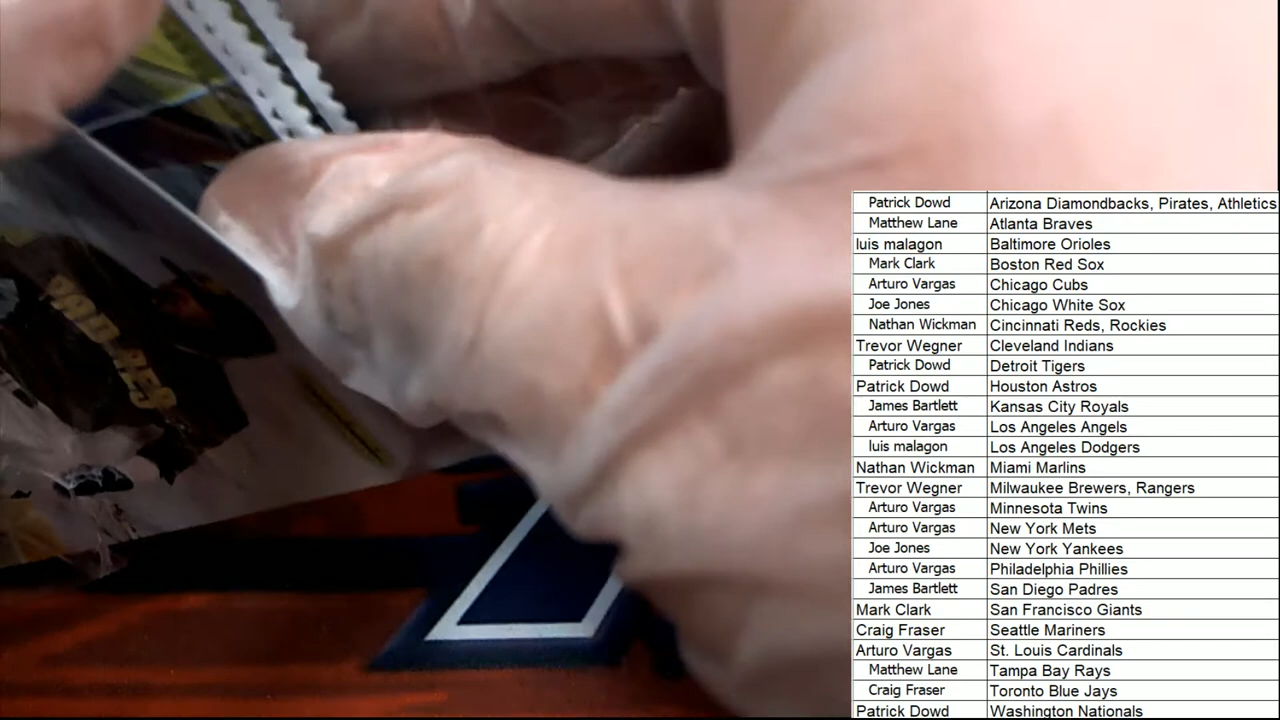 Patrick Dowd Arizona Diamondbacks, Pirates, Athletics
Matthew Lane Atlanta Braves
luis malagon Baltimore Orioles
Mark Clark Boston Red Sox
Arturo Vargas Chicago Cubs
Joe Jones Chicago White Sox
Nathan Wickman Cincinnati Reds, Rockies
Trevor Wegner Cleveland Indians
Patrick Dowd Detroit Tigers
Patrick Dowd Houston Astros
James Bartlett Kansas City Royals
Arturo Vargas Los Angeles Angels
luis malagon Los Angeles Dodgers
Nathan Wickman Miami Marlins
Trevor Wegner Milwaukee Brewers, Rangers
Arturo Vargas Minnesota Twins
Arturo Vargas New York Mets
Joe Jones New York Yankees
Arturo Vargas Philadelphia Phillies
James Bartlett San Diego Padres
Mark Clark San Francisco Giants
Craig Fraser Seattle Mariners
Arturo Vargas St. Louis Cardinals
Matthew Lane Tampa Bay Rays
Craig Fraser Toronto Blue Jays
Patrick Dowd Washington Nationals